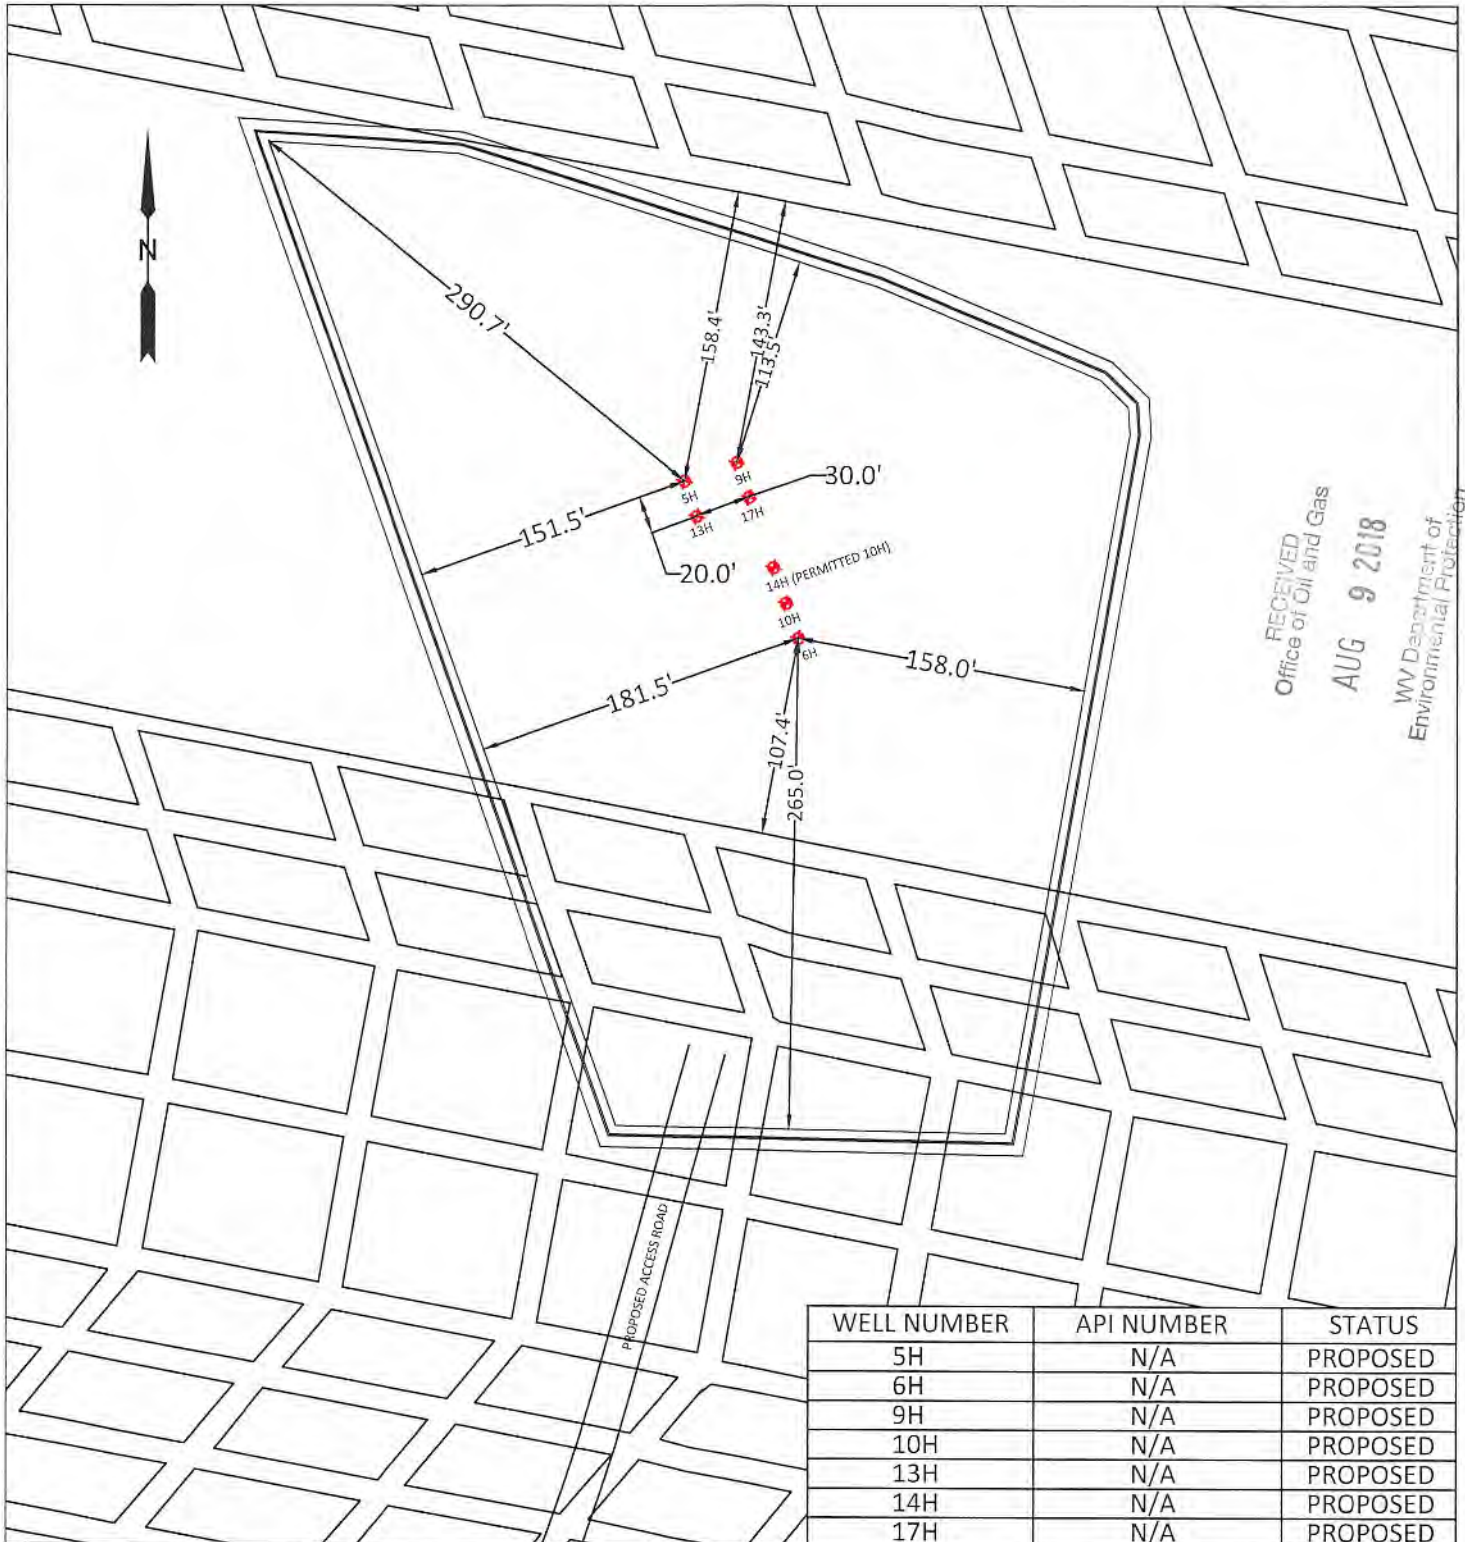 N
290.7'
158.4'
143.3'
113.5'
9H
5H
30.0'
17H
13H
151.5'
20.0'
14H (PERMITTED 10H)
10H
6H
158.0'
181.5'
107.4'
265.0'
RECEIVED
Office of Oil and Gas
AUG 9 2018
WV Department of
Environmental Protection
PROPOSED ACCESS ROAD
WELL NUMBER API NUMBER STATUS
5H N/A PROPOSED
6H N/A PROPOSED
9H N/A PROPOSED
10H N/A PROPOSED
13H N/A PROPOSED
14H N/A PROPOSED
17H N/A PROPOSED